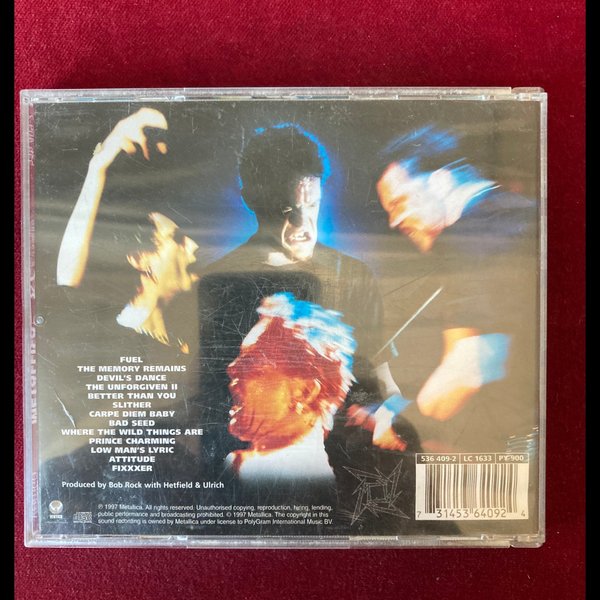 FUEL
THE MEMORY REMAINS
DEVIL'S DANCE
THE UNFORGIVEN II
BETTER THAN YOU
SLITHER
CARPE DIEM BABY
BAD SEED
WHERE THE WILD THINGS ARE
PRINCE CHARMING
LOW MAN'S LYRIC
ATTITUDE
FIXXXER
Produced by Bob Rock with Hetfield & Ulrich
℗ 1997 Metallica. All rights reserved. Unauthorised copying, reproduction, hiring, lending,
public performance and broadcasting prohibited. © 1997 Metallica. The copyright in this
sound recording is owned by Metallica under license to PolyGram International Music BV.
536 409-2 LC 1633 PY 900
7 31453 64092 4